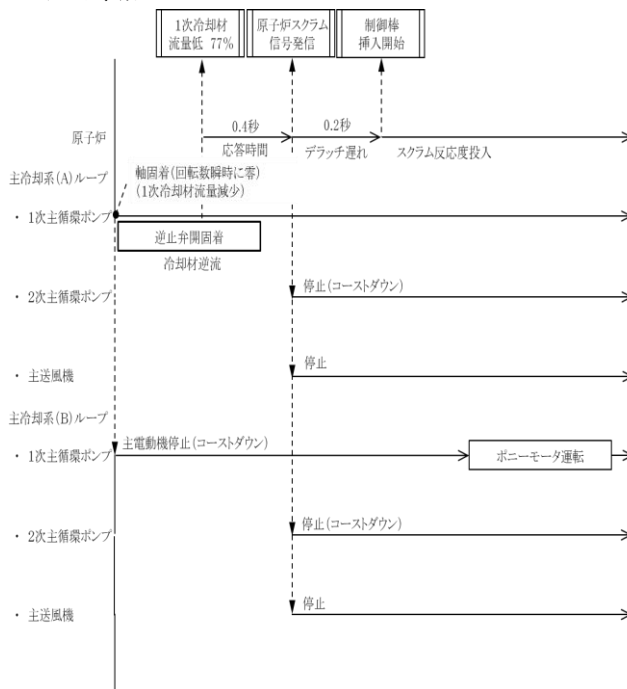 1次冷却材
流量低 77%
原子炉スクラム
信号発信
制御棒
挿入開始
0.4秒
0.2秒
原子炉
応答時間
デラッチ遅れ
スクラム反応度投入
主冷却系(A)ループ
軸固着(回転数瞬時に零)
(1次冷却材流量減少)
・ 1次主循環ポンプ
逆止弁開固着
冷却材逆流
・ 2次主循環ポンプ
停止(コーストダウン)
・ 主送風機
停止
主冷却系(B)ループ
主電動機停止(コーストダウン)
・ 1次主循環ポンプ
ポニーモータ運転
・ 2次主循環ポンプ
停止(コーストダウン)
・ 主送風機
停止